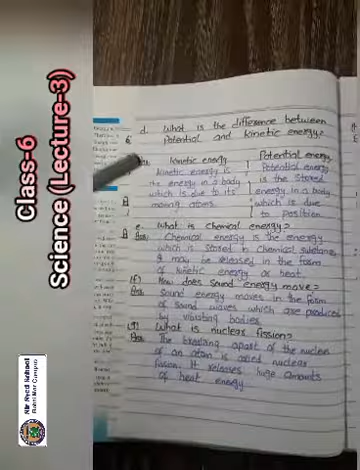 Class-6
Science (Lecture-3)
d. What is the difference between
Potential and Kinetic energy?
Ans. Kinetic energy
Kinetic energy is
the energy in a body
which is due to its
moving atoms.
Potential energy
Potential energy
is the stored
energy in a body
which is due
to position
e. What is chemical energy?
Ans: Chemical energy is the energy
which is stored in chemical substance,
It may be released in the form
of kinetic energy or heat.
(f) How does sound energy move?
Ans Sound energy moves in the form
of sound waves which are produced
by vibrating bodies
(g) What is nuclear fission?
Ans The breaking apart of the nucleus
of an atom is called nuclear
fission. It releases huge amounts
of heat energy.